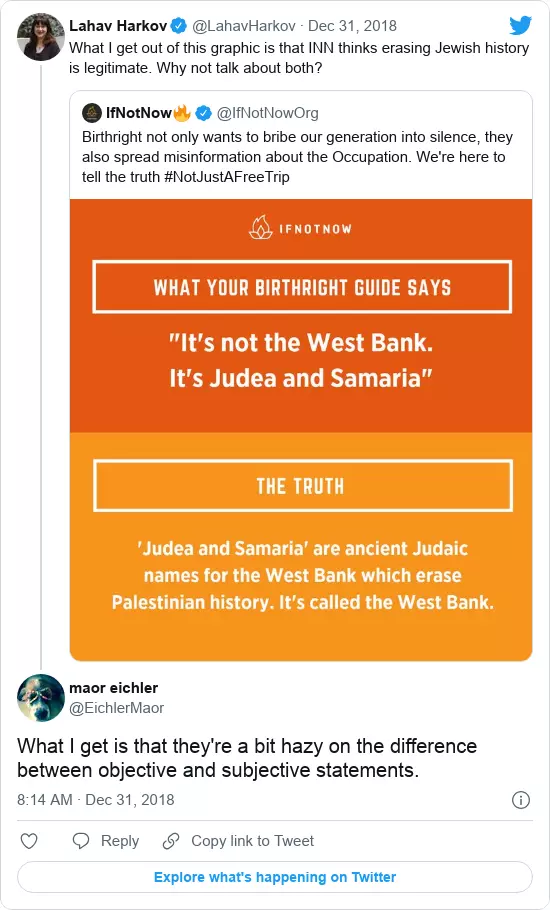 Lahav Harkov @LahavHarkov · Dec 31, 2018
What I get out of this graphic is that INN thinks erasing Jewish history
is legitimate. Why not talk about both?
IfNotNow🔥 @IfNotNowOrg
Birthright not only wants to bribe our generation into silence, they
also spread misinformation about the Occupation. We're here to
tell the truth #NotJustAFreeTrip
IFNOTNOW
WHAT YOUR BIRTHRIGHT GUIDE SAYS
"It's not the West Bank.
It's Judea and Samaria"
THE TRUTH
'Judea and Samaria' are ancient Judaic
names for the West Bank which erase
Palestinian history. It's called the West Bank.
maor eichler
@EichlerMaor
What I get is that they're a bit hazy on the difference
between objective and subjective statements.
8:14 AM · Dec 31, 2018
Reply Copy link to Tweet
Explore what's happening on Twitter